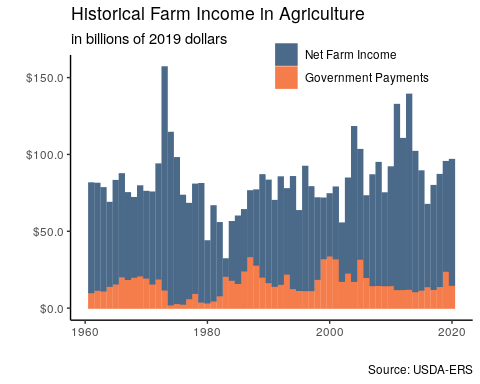 Historical Farm Income in Agriculture
in billions of 2019 dollars
Net Farm Income
Government Payments
$150.0
$100.0
$50.0
$0.0
1960
1980
2000
2020
Source: USDA-ERS